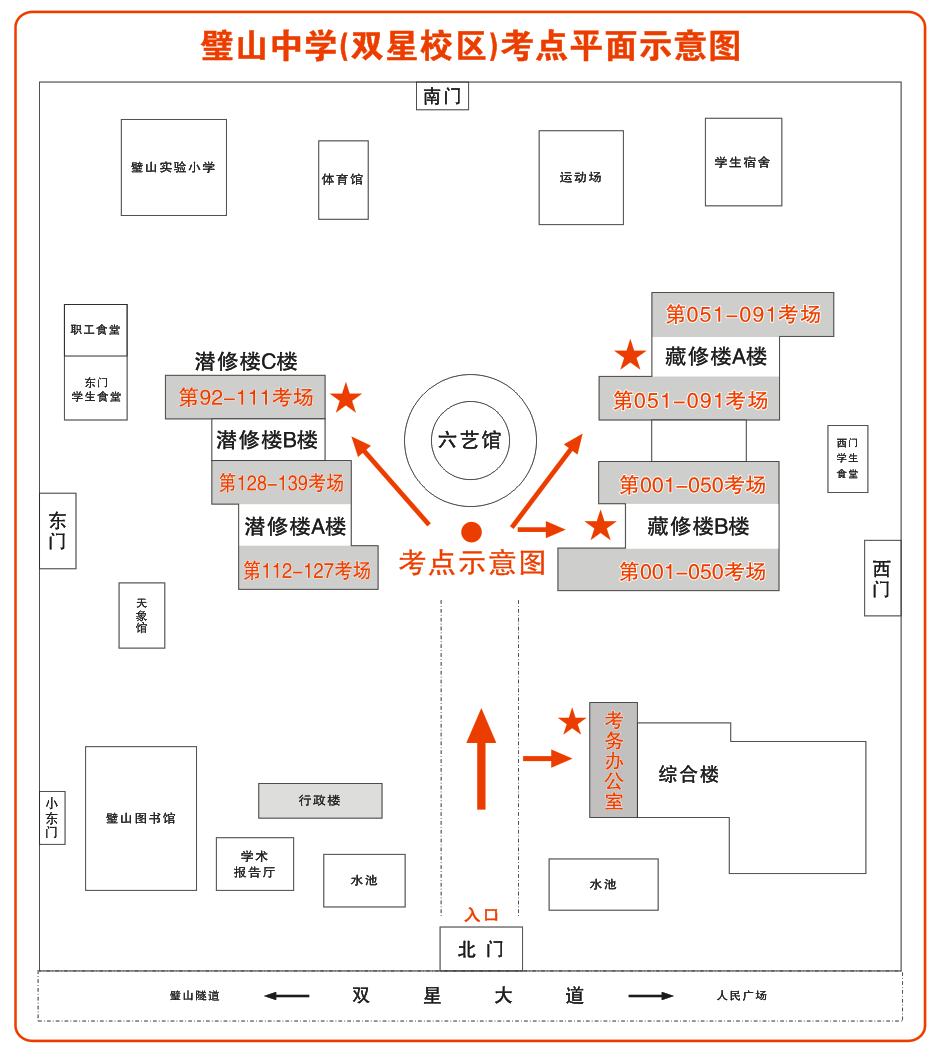 璧山中学(双星校区)考点平面示意图
南门
璧山实验小学
体育馆
运动场
学生宿舍
职工食堂
东门
学生食堂
潜修楼C楼
第92-111考场
潜修楼B楼
第128-139考场
潜修楼A楼
第112-127考场
六艺馆
考点示意图
第051-091考场
藏修楼A楼
第051-091考场
第001-050考场
藏修楼B楼
第001-050考场
西门
学生
食堂
东门
西门
天象馆
考务办公室
综合楼
小东门
璧山图书馆
行政楼
学术
报告厅
水池
水池
入口
北门
璧山隧道
双星大道
人民广场